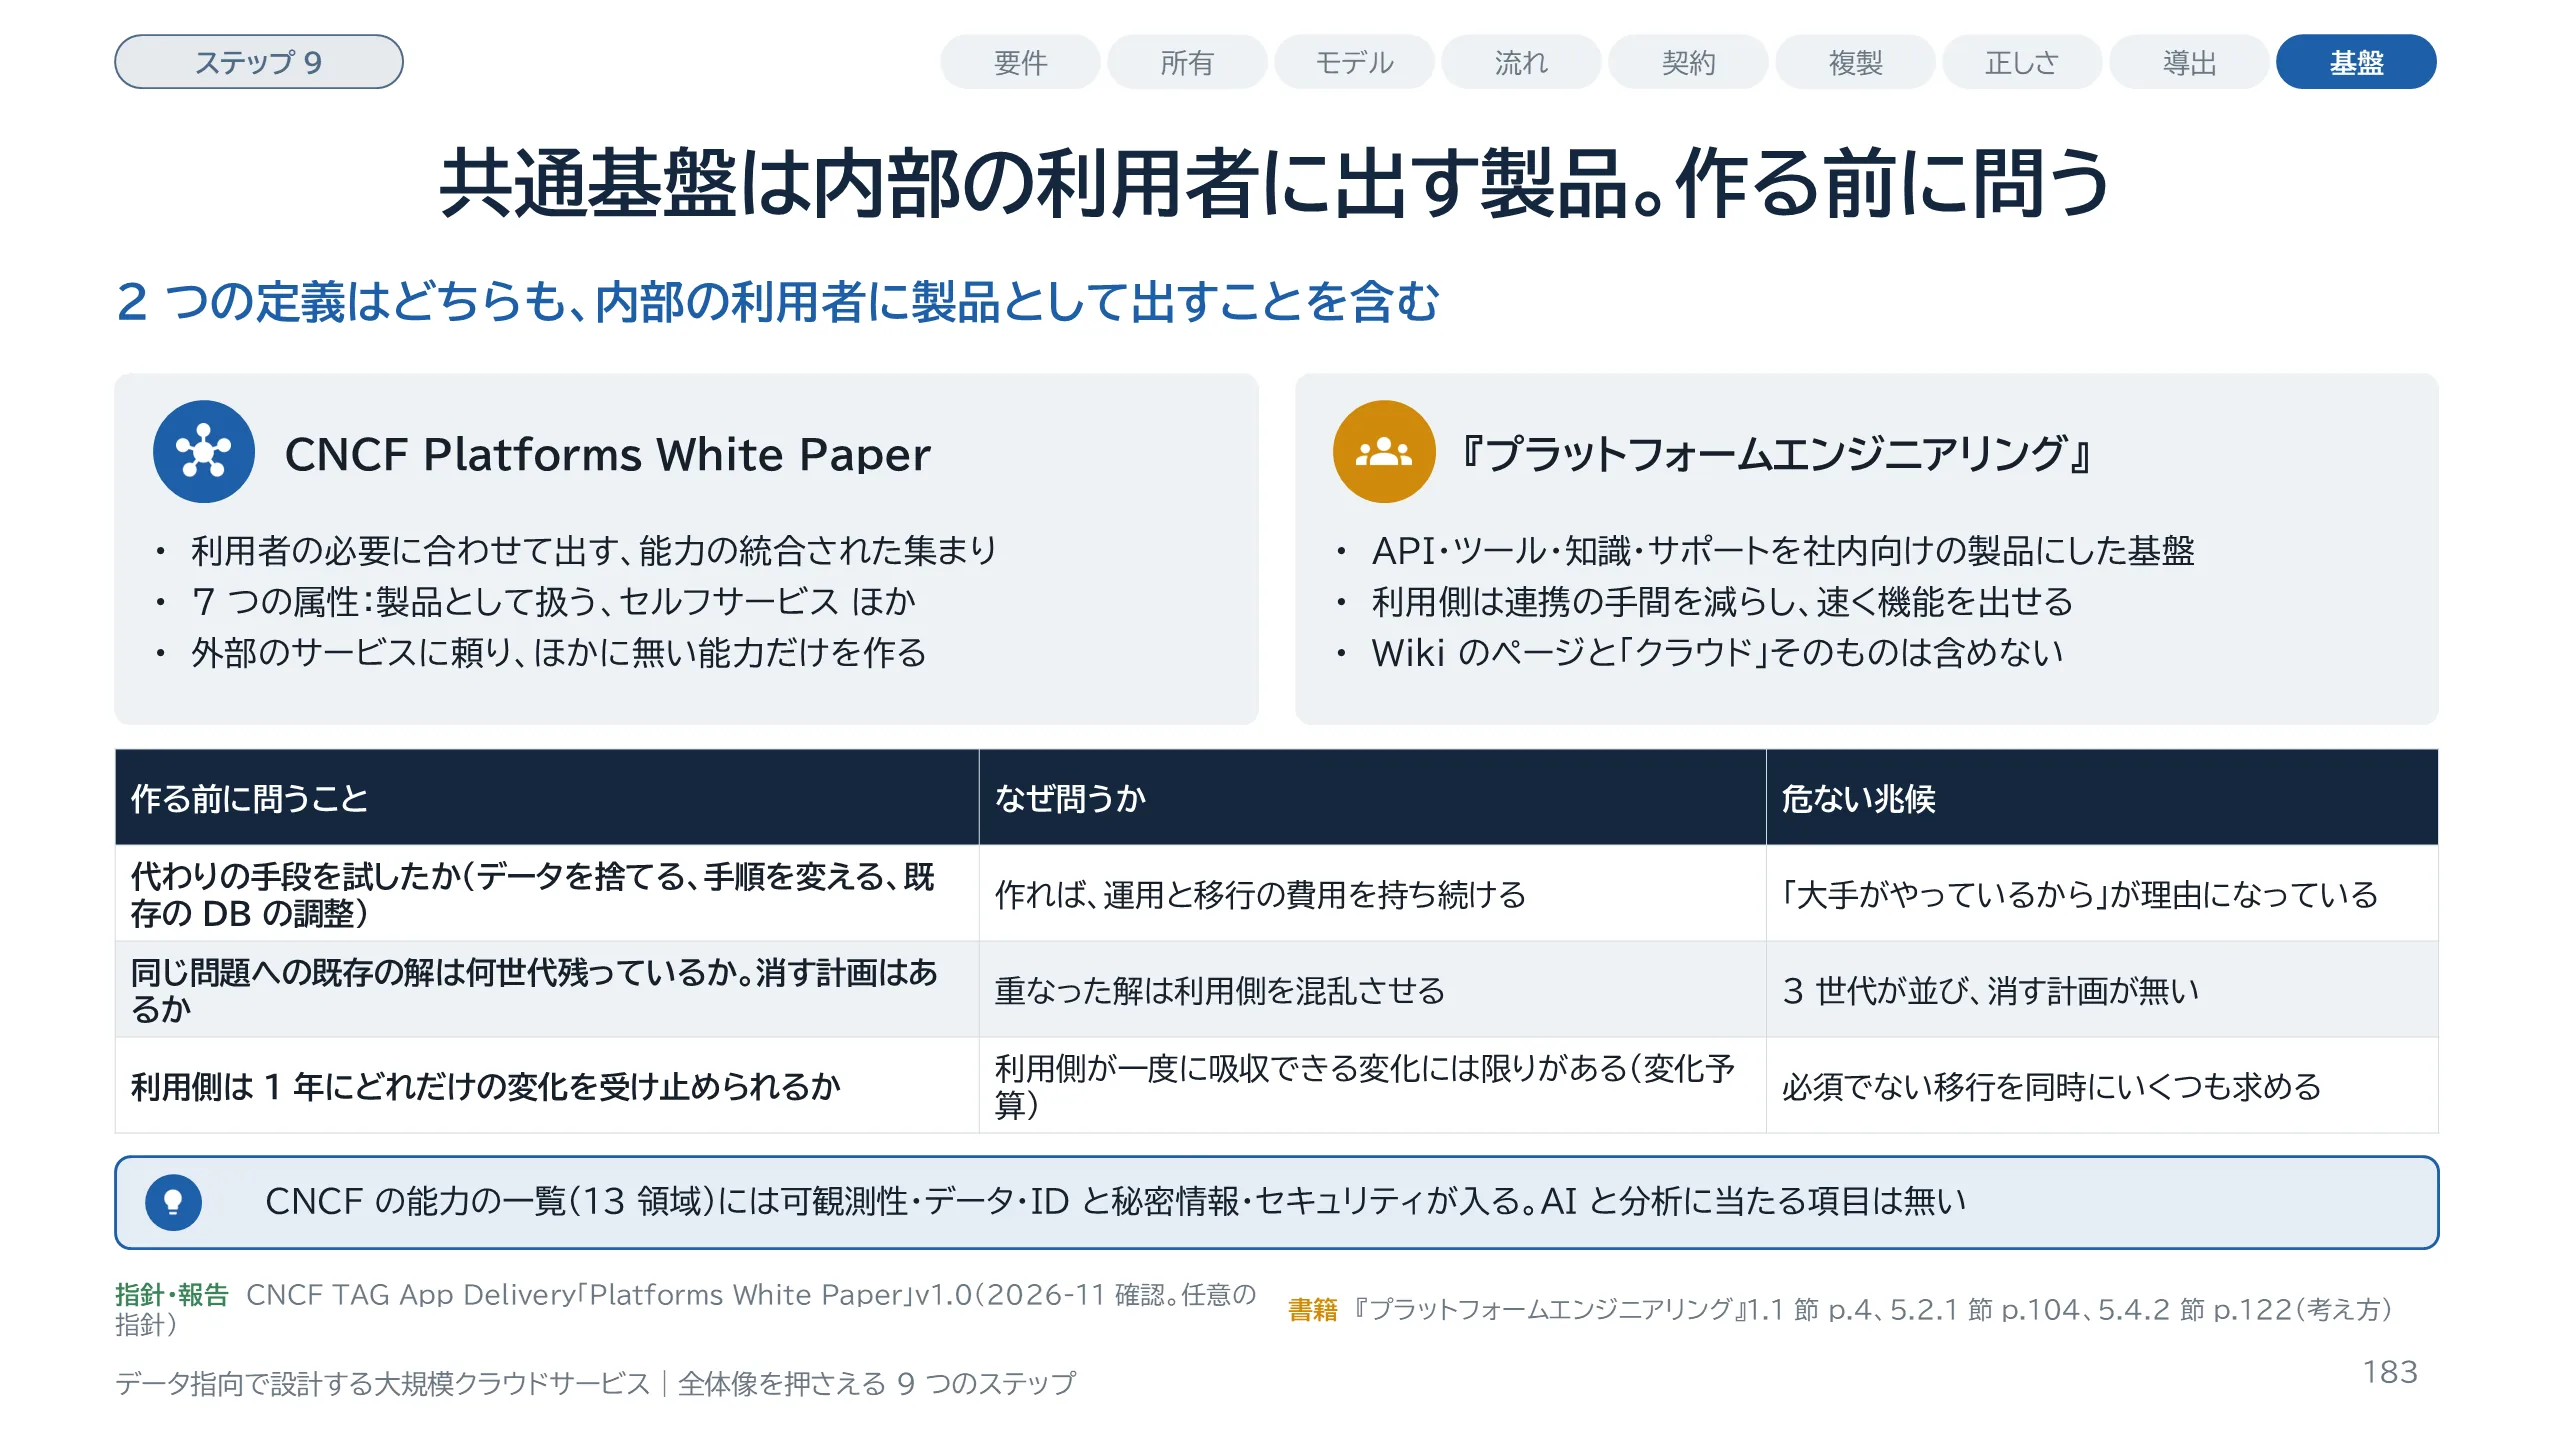 ステップ 9
要件
所有
モデル
流れ
契約
複製
正しさ
導出
基盤
共通基盤は内部の利用者に出す製品。作る前に問う
2 つの定義はどちらも、内部の利用者に製品として出すことを含む
CNCF Platforms White Paper
• 利用者の必要に合わせて出す、能力の統合された集まり
• 7 つの属性：製品として扱う、セルフサービス ほか
• 外部のサービスに頼り、ほかに無い能力だけを作る
『プラットフォームエンジニアリング』
• API・ツール・知識・サポートを社内向けの製品にした基盤
• 利用側は連携の手間を減らし、速く機能を出せる
• Wiki のページと「クラウド」そのものは含めない
作る前に問うこと
なぜ問うか
危ない兆候
代わりの手段を試したか（データを捨てる、手順を変える、既
存の DB の調整）
作れば、運用と移行の費用を持ち続ける
「大手がやっているから」が理由になっている
同じ問題への既存の解は何世代残っているか。消す計画はあ
るか
重なった解は利用側を混乱させる
3 世代が並び、消す計画が無い
利用側は 1 年にどれだけの変化を受け止められるか
利用側が一度に吸収できる変化には限りがある（変化予
算）
必須でない移行を同時にいくつも求める
CNCF の能力の一覧（13 領域）には可観測性・データ・ID と秘密情報・セキュリティが入る。AI と分析に当たる項目は無い
指針・報告 CNCF TAG App Delivery「Platforms White Paper」v1.0（2026-11 確認。任意の
指針）
書籍 『プラットフォームエンジニアリング』1.1 節 p.4、5.2.1 節 p.104、5.4.2 節 p.122（考え方）
データ指向で設計する大規模クラウドサービス｜全体像を押さえる 9 つのステップ
183